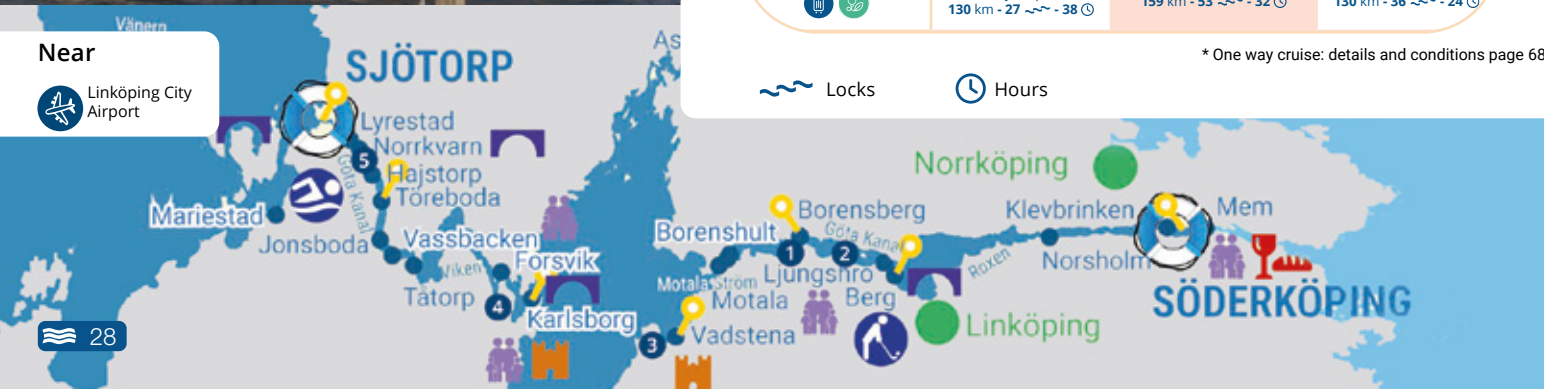 130 km - 27 - 38
159 km - 53 - 32
130 km - 36 - 24
* One way cruise: details and conditions page 68
Locks
Hours
Vänern
Near
Linköping City
Airport
SJÖTORP
As
Lyrestad
Norrkvarn
5
Göta Kanal
Hajstorp
Töreboda
Mariestad
Jonsboda
Vassbacken
Viken
Forsvik
Tåtorp
4
Karlsborg
Norrköping
Borensberg
Borenshult
Göta Kanal
1
2
Ljungsbro
Motala Ström
Motala
Berg
3
Vadstena
Linköping
Roxen
Klevbrinken
Mem
Norsholm
SÖDERKÖPING
28